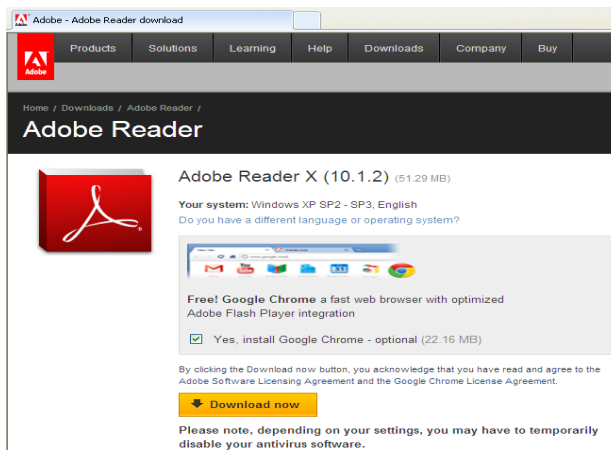 Adobe - Adobe Reader download
Products Solutions Learning Help Downloads Company Buy
Adobe
Home / Downloads / Adobe Reader /
Adobe Reader
Adobe Reader X (10.1.2) (51.29 MB)
Your system: Windows XP SP2 - SP3, English
Do you have a different language or operating system?
Free! Google Chrome a fast web browser with optimized
Adobe Flash Player integration
Yes, install Google Chrome - optional (22.16 MB)
By clicking the Download now button, you acknowledge that you have read and agree to the
Adobe Software Licensing Agreement and the Google Chrome License Agreement.
Download now
Please note, depending on your settings, you may have to temporarily
disable your antivirus software.